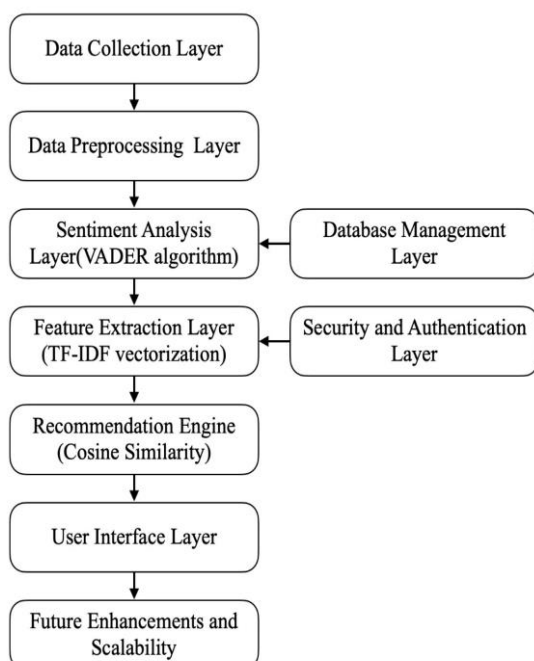 Data Collection Layer
Data Preprocessing Layer
Sentiment Analysis
Layer(VADER algorithm)
Database Management
Layer
Feature Extraction Layer
(TF-IDF vectorization)
Security and Authentication
Layer
Recommendation Engine
(Cosine Similarity)
User Interface Layer
Future Enhancements and
Scalability